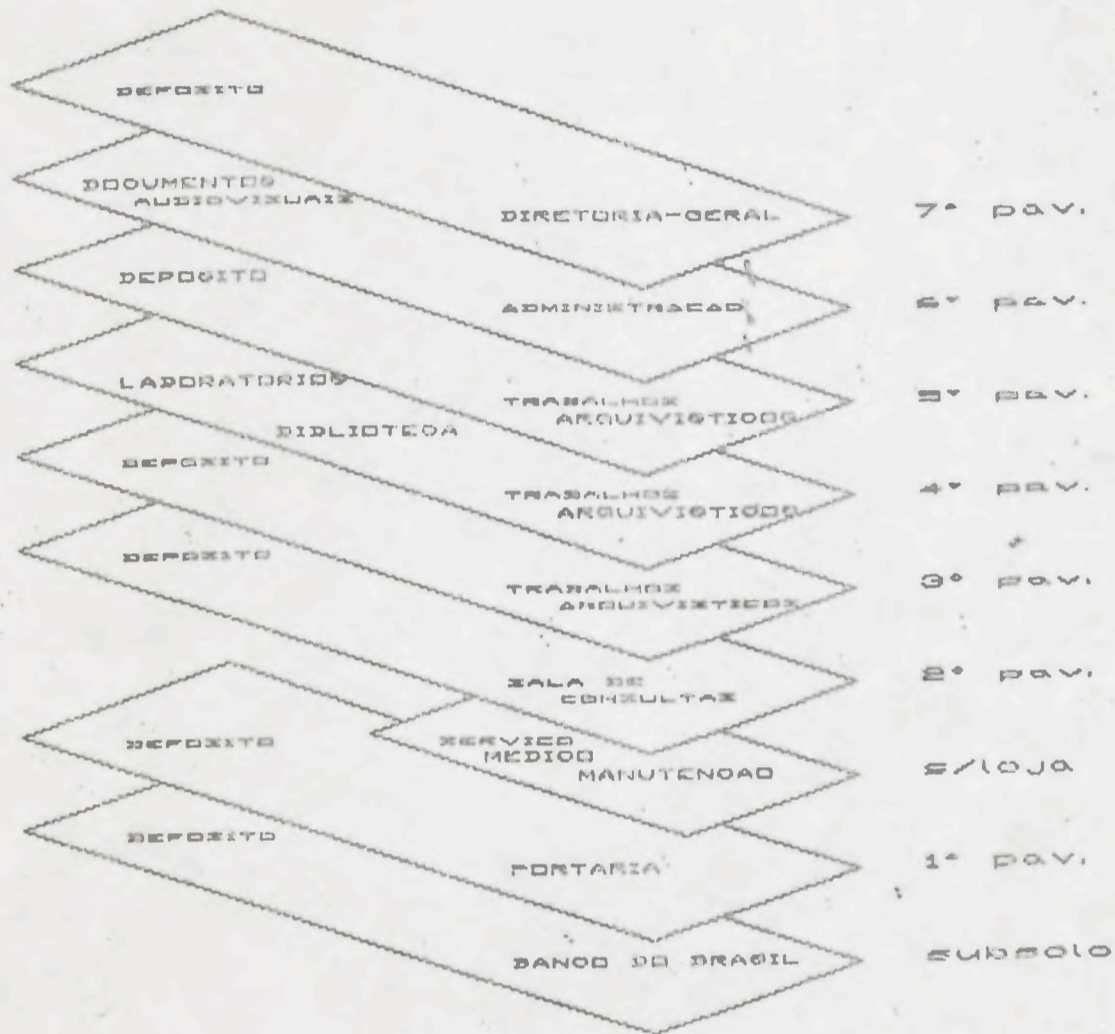 DEPOSITO
DOCUMENTOS
AUDIOVISUAIS
DIRETORIA-GERAL
7º pav.
DEPOSITO
ADMINISTRACAO
6º pav.
LABORATORIOS
TRABALHOS
ARQUIVISTICOS
5º pav.
BIBLIOTECA
DEPOSITO
TRABALHOS
ARQUIVISTICOS
4º pav.
DEPOSITO
TRABALHOS
ARQUIVISTICOS
3º pav.
SALA DE
CONSULTAS
2º pav.
DEPOSITO
SERVICO
MEDICO
MANUTENCAO
s/loja
DEPOSITO
PORTARIA
1º pav.
BANCO DO BRASIL
subsolo